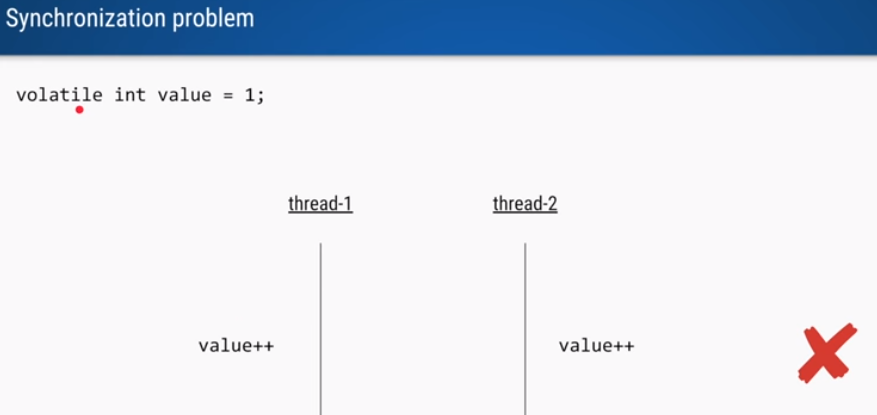 Synchronization problem
volatile int value = 1;
thread-1 thread-2
value++ value++